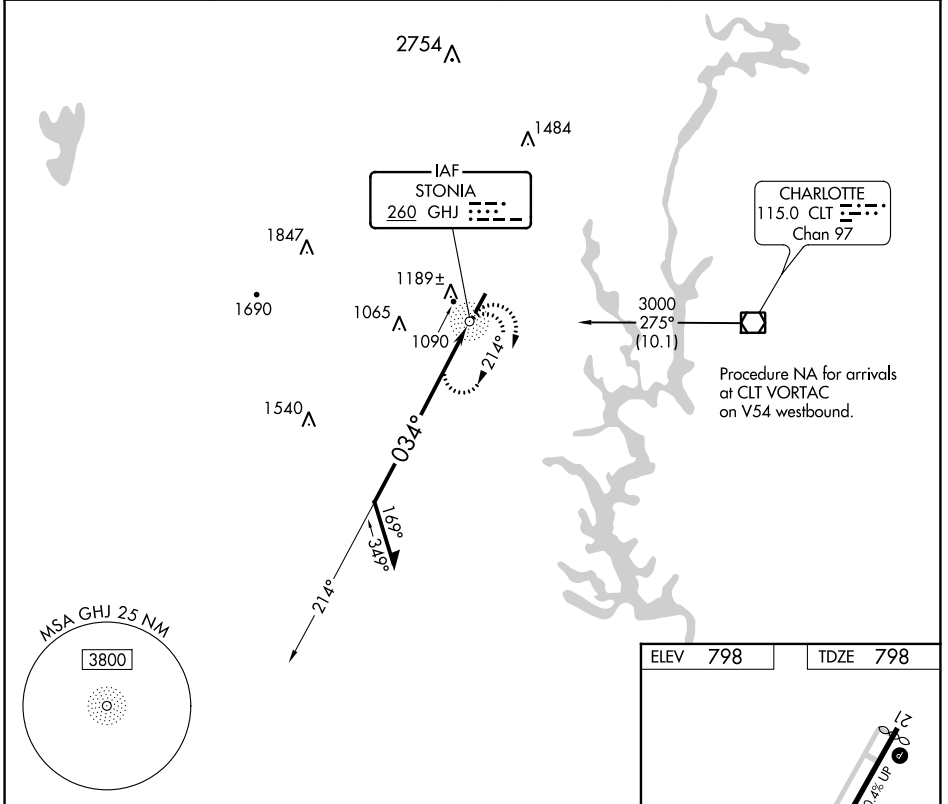 2754
1484
IAF
STONIA
260 GHJ
CHARLOTTE
115.0 CLT
Chan 97
1847
1189±
1690
1065
1090
3000
275°
(10.1)
214°
Procedure NA for arrivals
at CLT VORTAC
on V54 westbound.
1540
034°
169°
349°
214°
MSA GHJ 25 NM
3800
ELEV 798
TDZE 798
21
P
0.4% UP